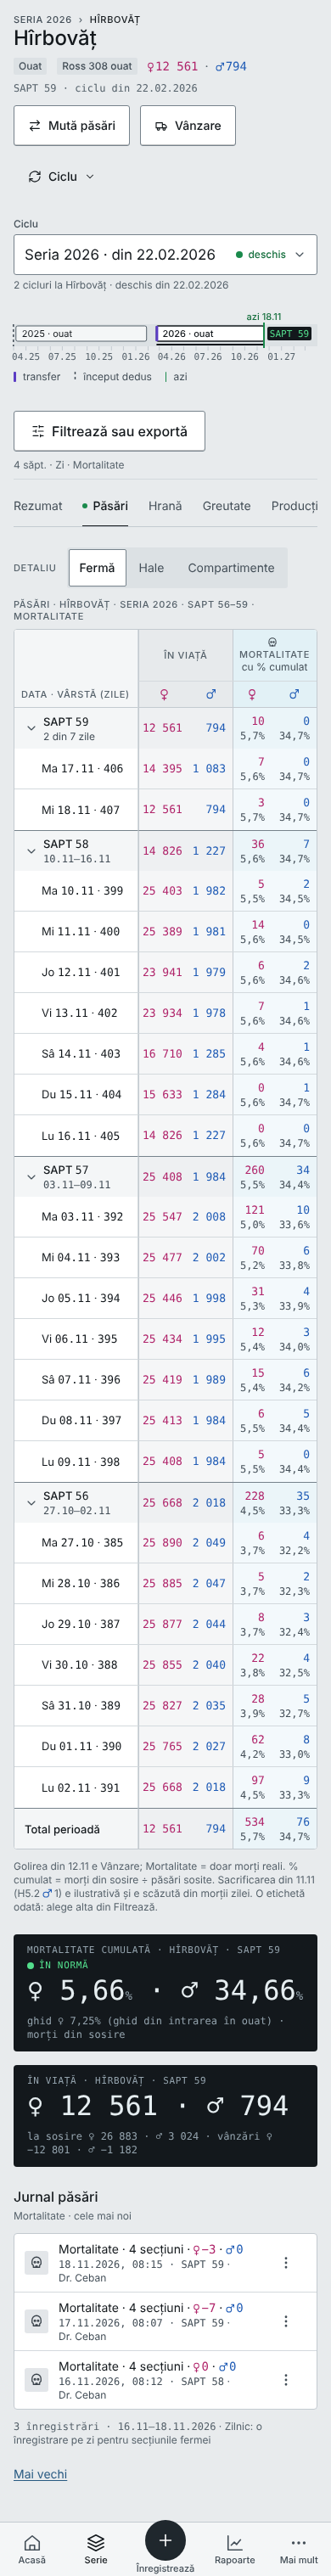 SERIA 2026 › HÎRBOVĂȚ
Hîrbovăț
Ouat Ross 308 ouat ♀12 561 · ♂794
SAPT 59 · ciclu din 22.02.2026
Mută păsări Vânzare
Ciclu
Ciclu
Seria 2026 · din 22.02.2026 deschis
2 cicluri la Hîrbovăț · deschis din 22.02.2026
azi 18.11
2025 · ouat 2026 · ouat SAPT 59
04.25 07.25 10.25 01.26 04.26 07.26 10.26 01.27
transfer început dedus azi
Filtrează sau exportă
4 săpt. · Zi · Mortalitate
Rezumat Păsări Hrană Greutate Producți
DETALIU Fermă Hale Compartimente
PĂSĂRI · HÎRBOVĂȚ · SERIA 2026 · SAPT 56–59 ·
MORTALITATE
DATA · VÂRSTĂ (ZILE) ÎN VIAȚĂ MORTALITATE
cu % cumulat
♀ ♂ ♀ ♂
SAPT 59 12 561 794 10 0
2 din 7 zile 5,7% 34,7%
Ma 17.11 · 406 14 395 1 083 7 0
5,6% 34,7%
Mi 18.11 · 407 12 561 794 3 0
5,7% 34,7%
SAPT 58 14 826 1 227 36 7
10.11–16.11 5,6% 34,7%
Ma 10.11 · 399 25 403 1 982 5 2
5,5% 34,5%
Mi 11.11 · 400 25 389 1 981 14 0
5,6% 34,5%
Jo 12.11 · 401 23 941 1 979 6 2
5,6% 34,6%
Vi 13.11 · 402 23 934 1 978 7 1
5,6% 34,6%
Sâ 14.11 · 403 16 710 1 285 4 1
5,6% 34,6%
Du 15.11 · 404 15 633 1 284 0 1
5,6% 34,7%
Lu 16.11 · 405 14 826 1 227 0 0
5,6% 34,7%
SAPT 57 25 408 1 984 260 34
03.11–09.11 5,5% 34,4%
Ma 03.11 · 392 25 547 2 008 121 10
5,0% 33,6%
Mi 04.11 · 393 25 477 2 002 70 6
5,2% 33,8%
Jo 05.11 · 394 25 446 1 998 31 4
5,3% 33,9%
Vi 06.11 · 395 25 434 1 995 12 3
5,4% 34,0%
Sâ 07.11 · 396 25 419 1 989 15 6
5,4% 34,2%
Du 08.11 · 397 25 413 1 984 6 5
5,5% 34,4%
Lu 09.11 · 398 25 408 1 984 5 0
5,5% 34,4%
SAPT 56 25 668 2 018 228 35
27.10–02.11 4,5% 33,3%
Ma 27.10 · 385 25 890 2 049 6 4
3,7% 32,2%
Mi 28.10 · 386 25 885 2 047 5 2
3,7% 32,3%
Jo 29.10 · 387 25 877 2 044 8 3
3,7% 32,4%
Vi 30.10 · 388 25 855 2 040 22 4
3,8% 32,5%
Sâ 31.10 · 389 25 827 2 035 28 5
3,9% 32,7%
Du 01.11 · 390 25 765 2 027 62 8
4,2% 33,0%
Lu 02.11 · 391 25 668 2 018 97 9
4,5% 33,3%
Total perioadă 12 561 794 534 76
5,7% 34,7%
Golirea din 12.11 e Vânzare; Mortalitate = doar morți reali. %
cumulat = morți din sosire ÷ păsări sosite. Sacrificarea din 11.11
(H5.2 ♂ 1) e ilustrativă și e scăzută din morții zilei. O etichetă
odată: alege alta din Filtrează.
MORTALITATE CUMULATĂ · HÎRBOVĂȚ · SAPT 59
ÎN NORMĂ
♀ 5,66% · ♂ 34,66%
ghid ♀ 7,25% (ghid din intrarea în ouat) ·
morți din sosire
ÎN VIAȚĂ · HÎRBOVĂȚ · SAPT 59
♀ 12 561 · ♂ 794
la sosire ♀ 26 883 · ♂ 3 024 · vânzări ♀
−12 801 · ♂ −1 182
Jurnal păsări
Mortalitate · cele mai noi
Mortalitate · 4 secțiuni · ♀−3 · ♂0
18.11.2026, 08:15 · SAPT 59 ·
Dr. Ceban
Mortalitate · 4 secțiuni · ♀−7 · ♂0
17.11.2026, 08:07 · SAPT 59 ·
Dr. Ceban
Mortalitate · 4 secțiuni · ♀0 · ♂0
16.11.2026, 08:12 · SAPT 58 ·
Dr. Ceban
3 înregistrări · 16.11–18.11.2026 · Zilnic: o
înregistrare pe zi pentru secțiunile fermei
Mai vechi
Acasă Serie Înregistrează Rapoarte Mai mult